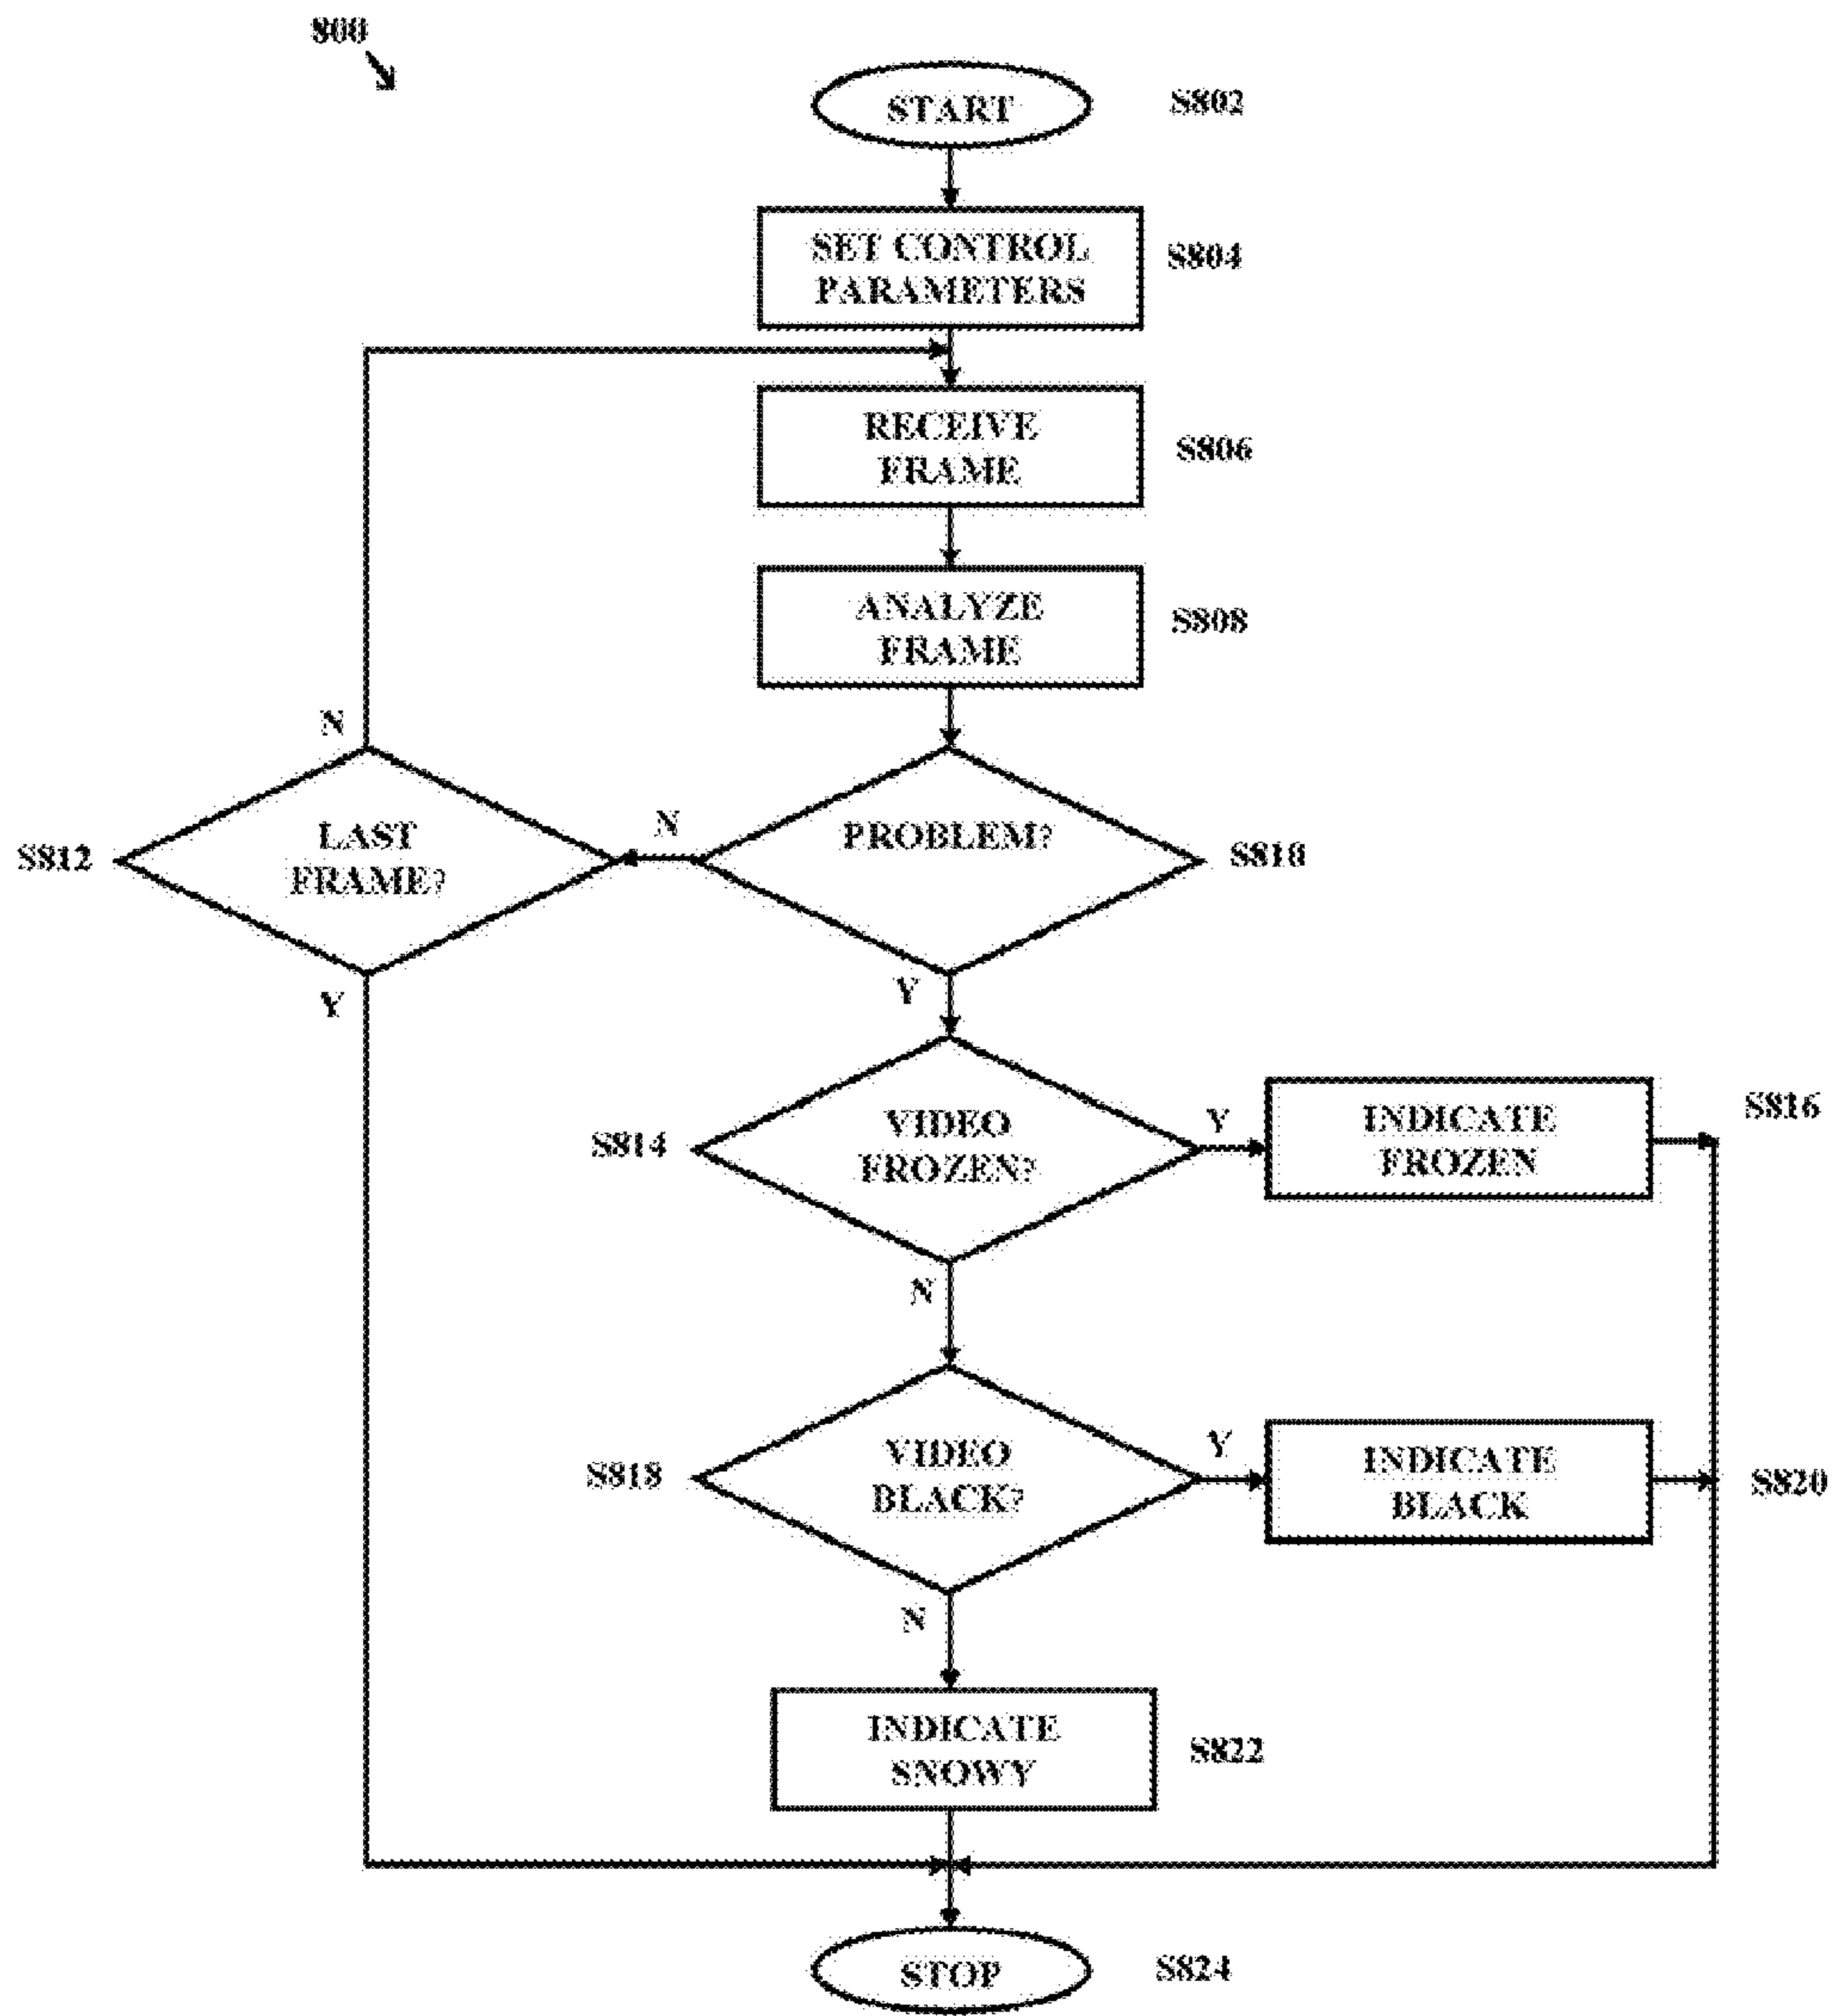 800
START
S802
SET CONTROL
PARAMETERS
S804
RECEIVE
FRAME
S806
ANALYZE
FRAME
S808
N
LAST
FRAME?
S812
N
PROBLEM?
S810
Y
Y
VIDEO
FROZEN?
S814
Y
INDICATE
FROZEN
S816
N
VIDEO
BLACK?
S818
Y
INDICATE
BLACK
S820
N
INDICATE
SNOWY
S822
STOP
S824